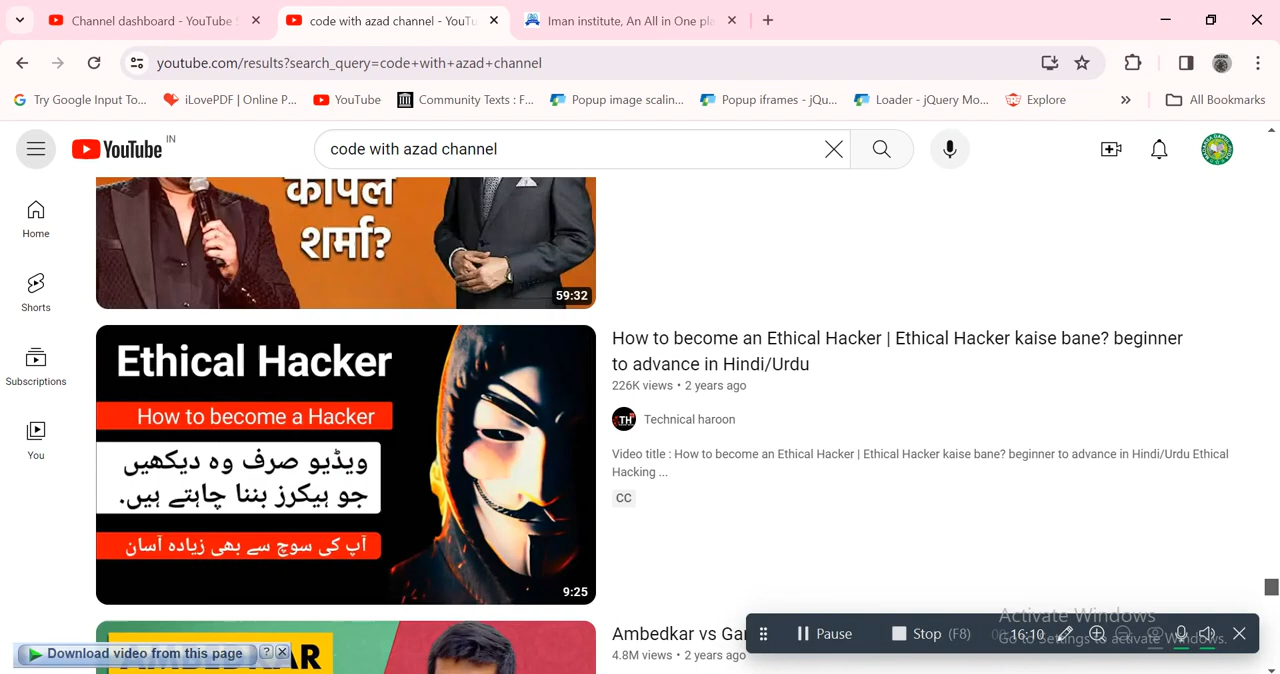 Channel dashboard - YouTube S
code with azad channel - YouTu
Iman institute, An All in One pla
youtube.com/results?search_query=code+with+azad+channel
Try Google Input To...
iLovePDF | Online P...
YouTube
Community Texts : F...
Popup image scalin...
Popup iframes - jQu...
Loader - jQuery Mo...
Explore
All Bookmarks
YouTube IN
code with azad channel
Home
Shorts
Subscriptions
You
कपिल
शर्मा?
59:32
Ethical Hacker
How to become a Hacker
ویڈیو صرف وہ دیکھیں
جو ہیکرز بننا چاہتے ہیں.
آپ کی سوچ سے بھی زیادہ آسان
9:25
How to become an Ethical Hacker | Ethical Hacker kaise bane? beginner
to advance in Hindi/Urdu
226K views • 2 years ago
TH Technical haroon
Video title : How to become an Ethical Hacker | Ethical Hacker kaise bane? beginner to advance in Hindi/Urdu Ethical
Hacking ...
CC
Ambedkar vs Ga
4.8M views • 2 years ago
Download video from this page ?
Pause
Stop (F8)
16:10
Activate Windows
Go to Settings to activate Windows.